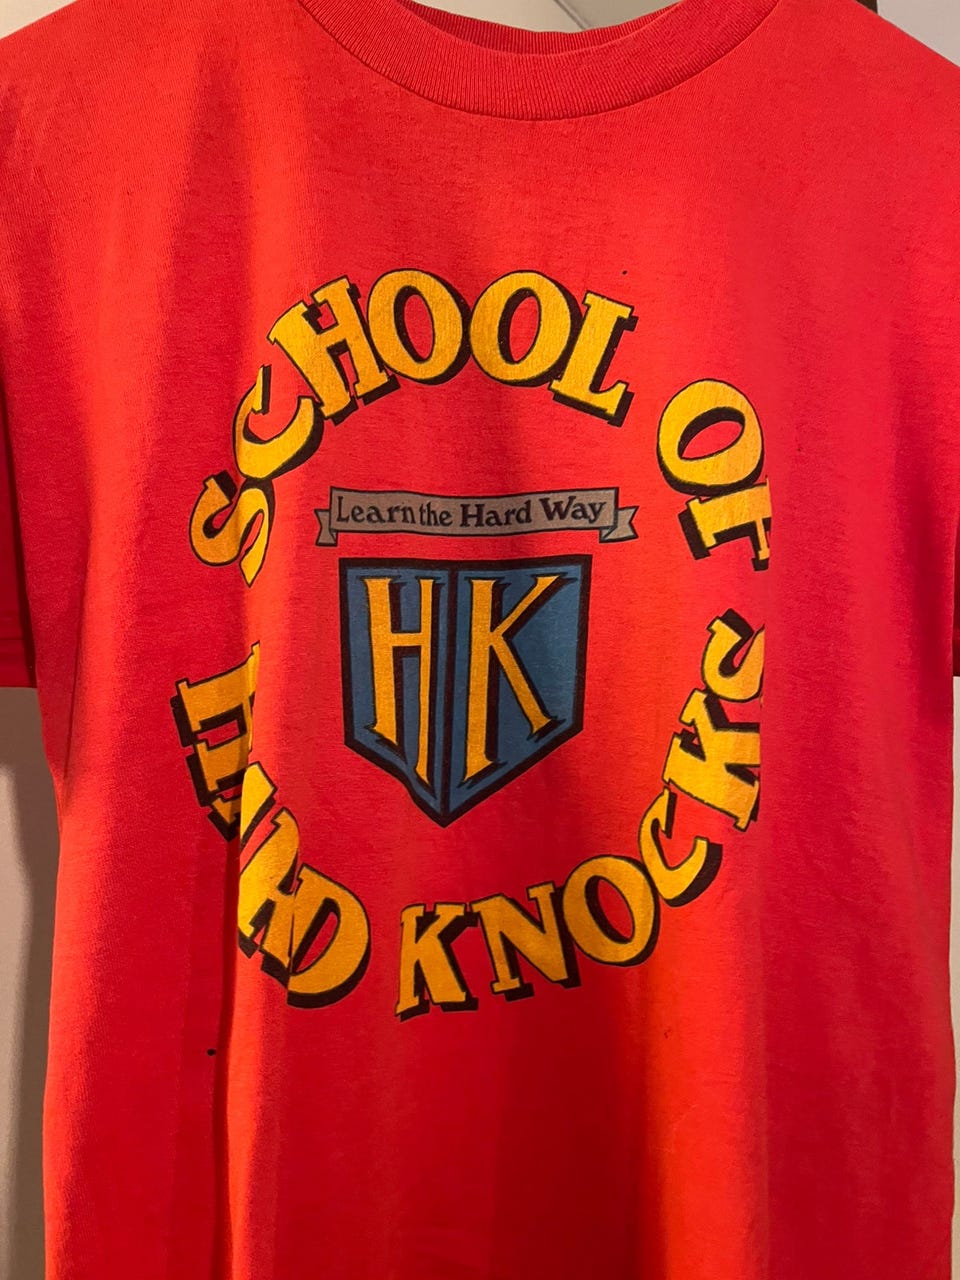 SCHOOL OF
HARD KNOCKS
Learn the Hard Way
HK